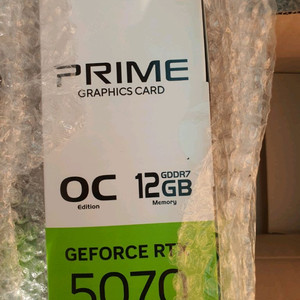 PRIME
GRAPHICS CARD
OC
Edition
12GB
GDDR7
Memory
GEFORCE RT
5070